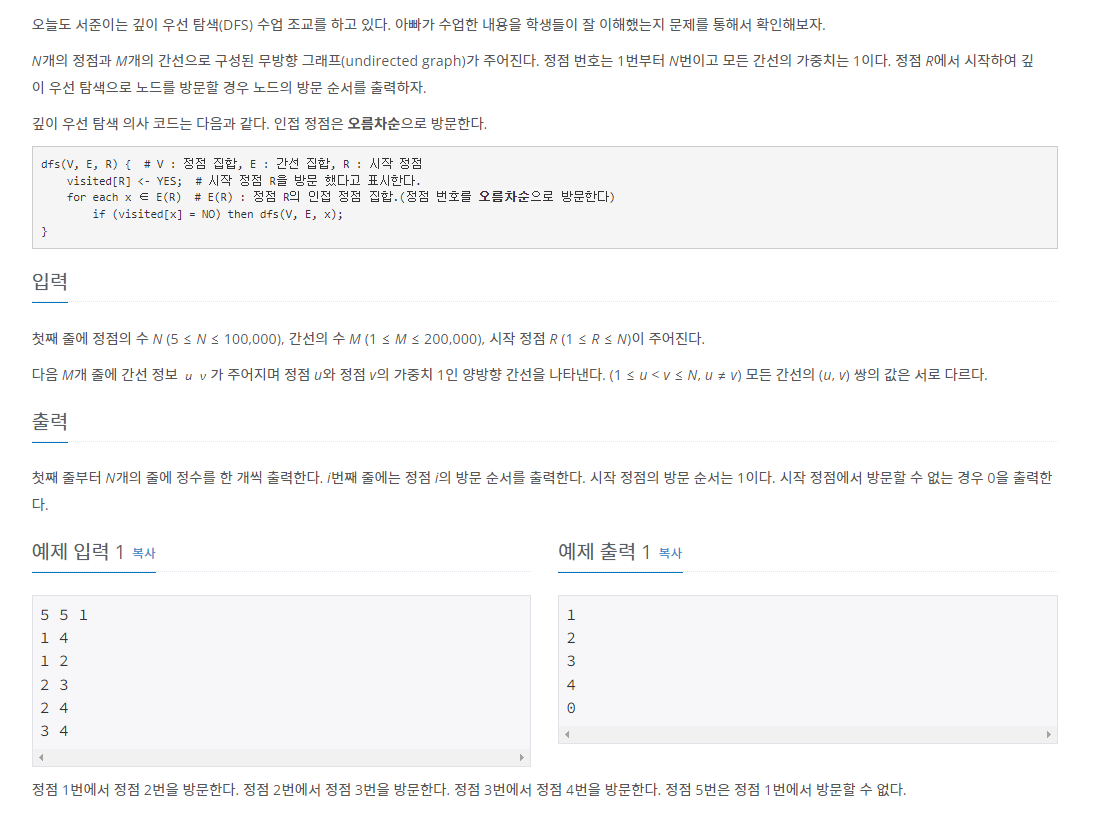 오늘도 서준이는 깊이 우선 탐색(DFS) 수업 조교를 하고 있다. 아빠가 수업한 내용을 학생들이 잘 이해했는지 문제를 통해서 확인해보자.
N개의 정점과 M개의 간선으로 구성된 무방향 그래프(undirected graph)가 주어진다. 정점 번호는 1번부터 N번이고 모든 간선의 가중치는 1이다. 정점 R에서 시작하여 깊
이 우선 탐색으로 노드를 방문할 경우 노드의 방문 순서를 출력하자.
깊이 우선 탐색 의사 코드는 다음과 같다. 인접 정점은 오름차순으로 방문한다.
dfs(V, E, R) {  # V : 정점 집합, E : 간선 집합, R : 시작 정점
    visited[R] <- YES;  # 시작 정점 R을 방문 했다고 표시한다.
    for each x ∈ E(R)  # E(R) : 정점 R의 인접 정점 집합.(정점 번호를 오름차순으로 방문한다)
        if (visited[x] = NO) then dfs(V, E, x);
}
입력
첫째 줄에 정점의 수 N (5 ≤ N ≤ 100,000), 간선의 수 M (1 ≤ M ≤ 200,000), 시작 정점 R (1 ≤ R ≤ N)이 주어진다.
다음 M개 줄에 간선 정보 u v 가 주어지며 정점 u와 정점 v의 가중치 1인 양방향 간선을 나타낸다. (1 ≤ u < v ≤ N, u ≠ v) 모든 간선의 (u, v) 쌍의 값은 서로 다르다.
출력
첫째 줄부터 N개의 줄에 정수를 한 개씩 출력한다. i번째 줄에는 정점 i의 방문 순서를 출력한다. 시작 정점의 방문 순서는 1이다. 시작 정점에서 방문할 수 없는 경우 0을 출력한
다.
예제 입력 1 복사
5 5 1
1 4
1 2
2 3
2 4
3 4
예제 출력 1 복사
1
2
3
4
0
정점 1번에서 정점 2번을 방문한다. 정점 2번에서 정점 3번을 방문한다. 정점 3번에서 정점 4번을 방문한다. 정점 5번은 정점 1번에서 방문할 수 없다.